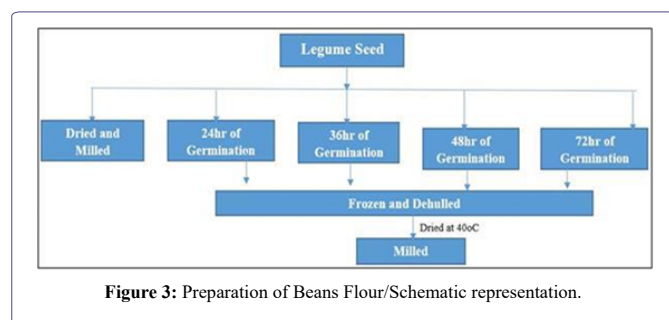 Legume Seed
Dried and
Milled
24hr of
Germination
36hr of
Germination
48hr of
Germination
72hr of
Germination
Frozen and Dehulled
Dried at 40oC
Milled
Figure 3: Preparation of Beans Flour/Schematic representation.